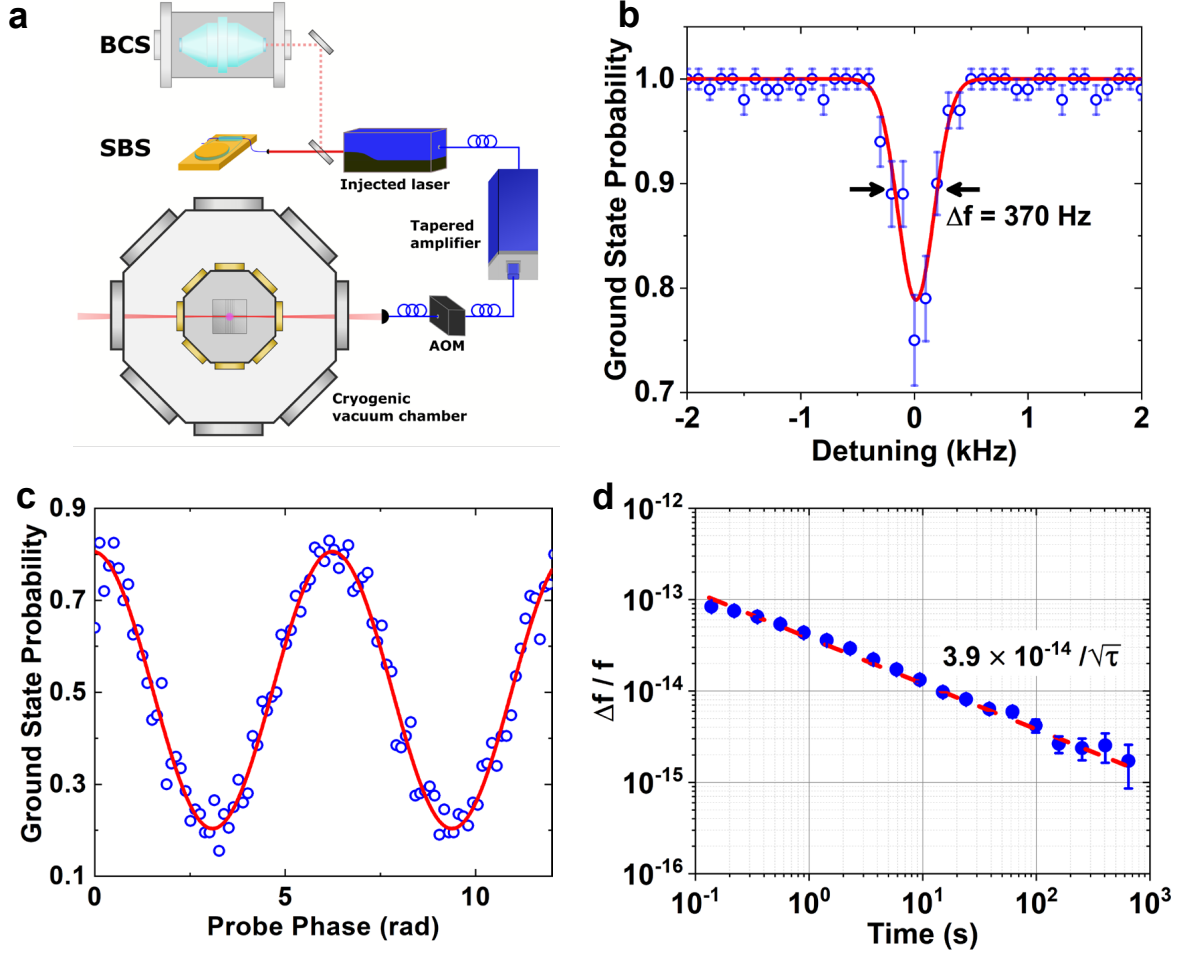 a
BCS
SBS
Injected laser
Tapered
amplifier
AOM
Cryogenic
vacuum chamber
b
Ground State Probability
1.0
0.9
0.8
0.7
Δf = 370 Hz
-2
-1
0
1
2
Detuning (kHz)
c
Ground State Probability
0.9
0.7
0.5
0.3
0.1
0
5
10
Probe Phase (rad)
d
Δf / f
10⁻¹²
10⁻¹³
10⁻¹⁴
10⁻¹⁵
10⁻¹⁶
3.9 × 10⁻¹⁴ /√τ
10⁻¹
10⁰
10¹
10²
10³
Time (s)